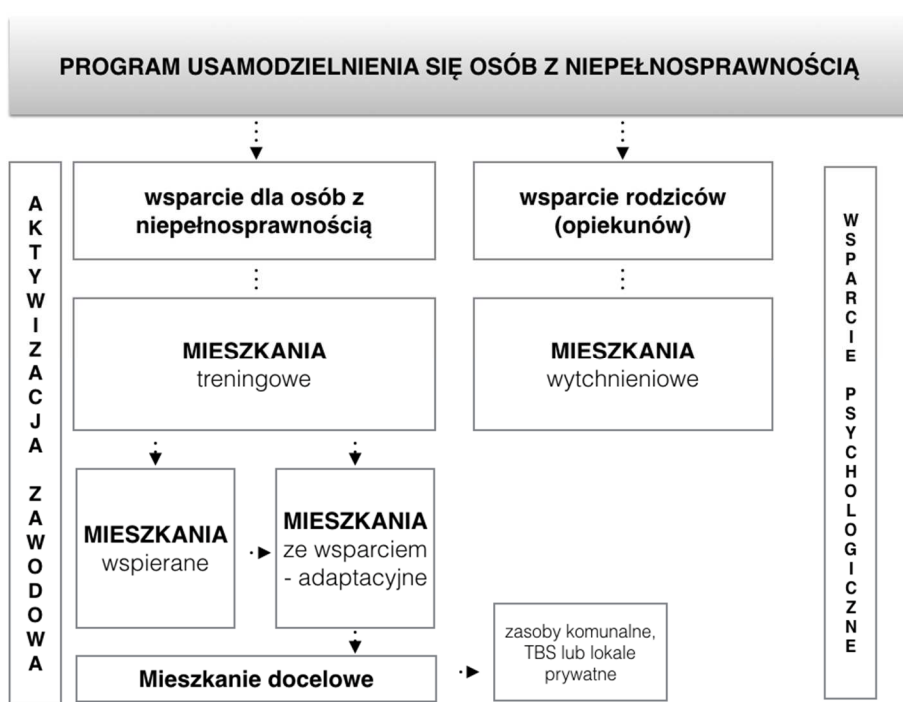 PROGRAM USAMODZIELNIENIA SIĘ OSÓB Z NIEPEŁNOSPRAWNOŚCIĄ
AKTYWIZACJA ZAWODOWA
wsparcie dla osób z
niepełnosprawnością
wsparcie rodziców
(opiekunów)
MIESZKANIA
treningowe
MIESZKANIA
wytchnieniowe
MIESZKANIA
wspierane
MIESZKANIA
ze wsparciem
- adaptacyjne
Mieszkanie docelowe
zasoby komunalne,
TBS lub lokale
prywatne
WSPARCIE PSYCHOLOGICZNE